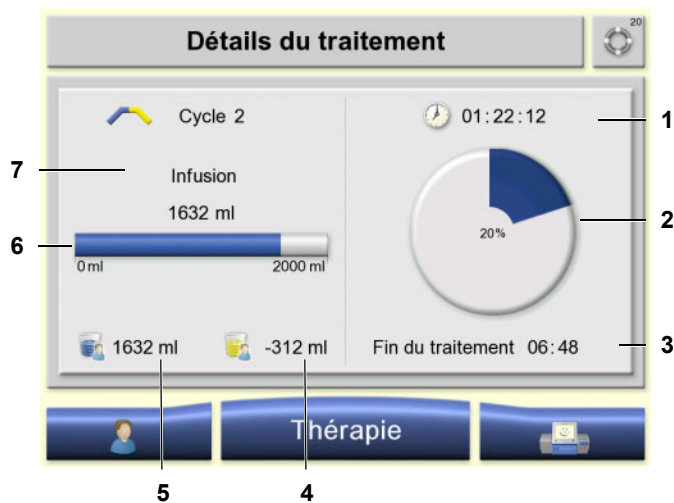 Détails du traitement
20
Cycle 2
Infusion
1632 ml
0 ml 2000 ml
1632 ml -312 ml
01:22:12
20%
Fin du traitement 06:48
Thérapie
1
2
3
4
5
6
7